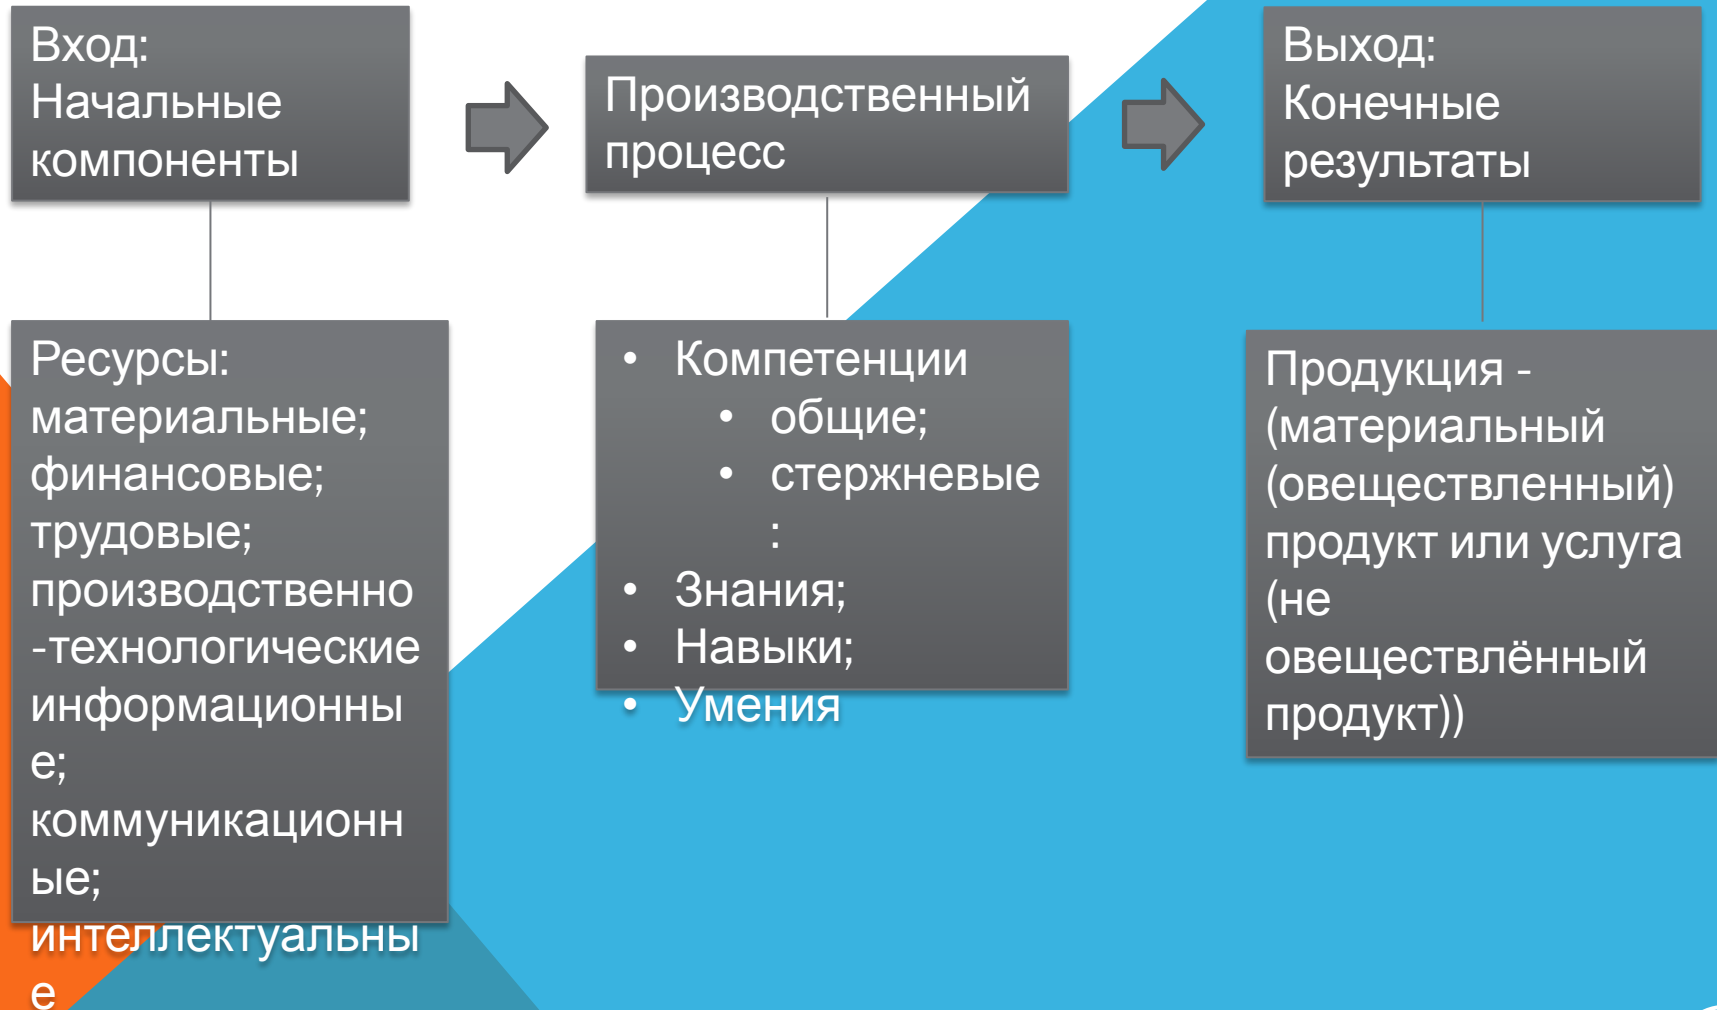 Вход:
Начальные
компоненты
Производственный
процесс
Выход:
Конечные
результаты
Ресурсы:
материальные;
финансовые;
трудовые;
производственно
-технологические
информационны
е;
коммуникационн
ые;
интеллектуальны
е
• Компетенции
• общие;
• стержневые
:
• Знания;
• Навыки;
• Умения
Продукция -
(материальный
(овеществленный)
продукт или услуга
(не
овеществлённый
продукт))